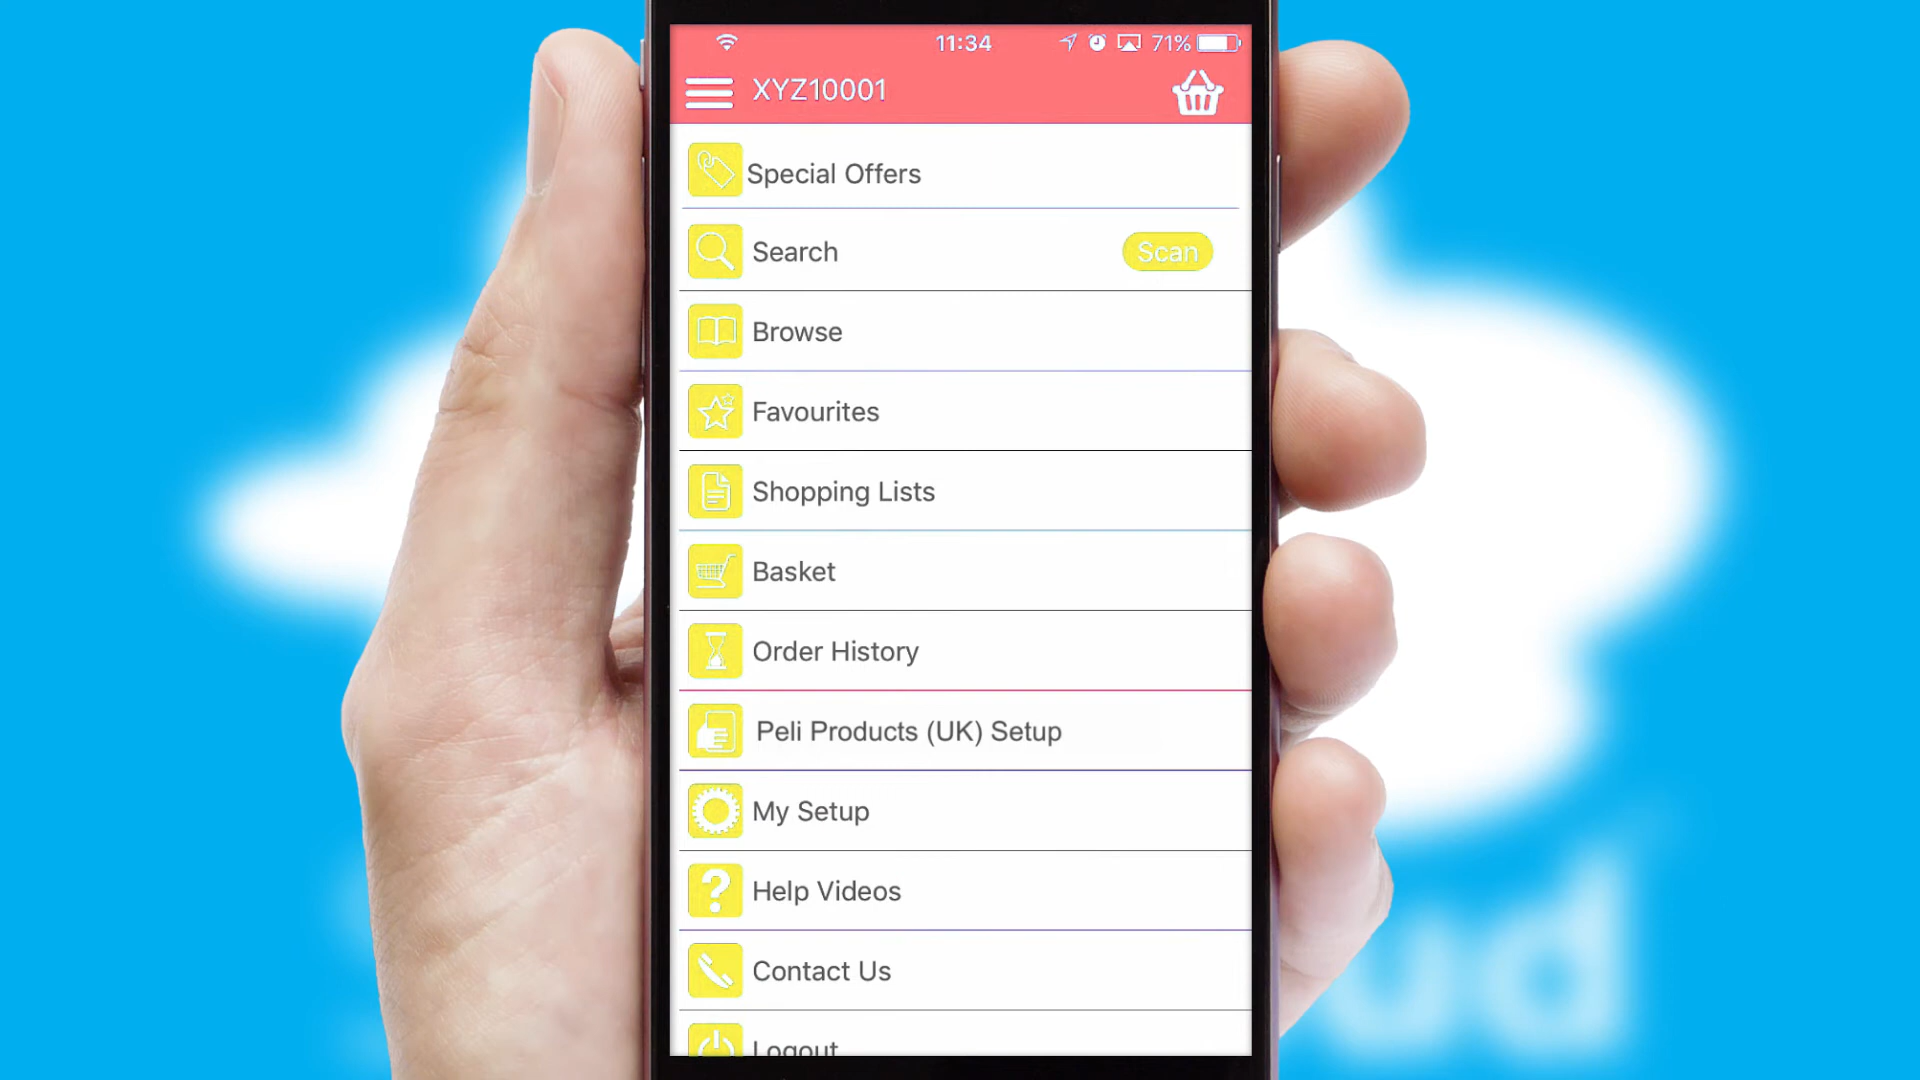 11:34
71%
XYZ10001
Special Offers
Search
Scan
Browse
Favourites
Shopping Lists
Basket
Order History
Peli Products (UK) Setup
My Setup
Help Videos
Contact Us
Logout